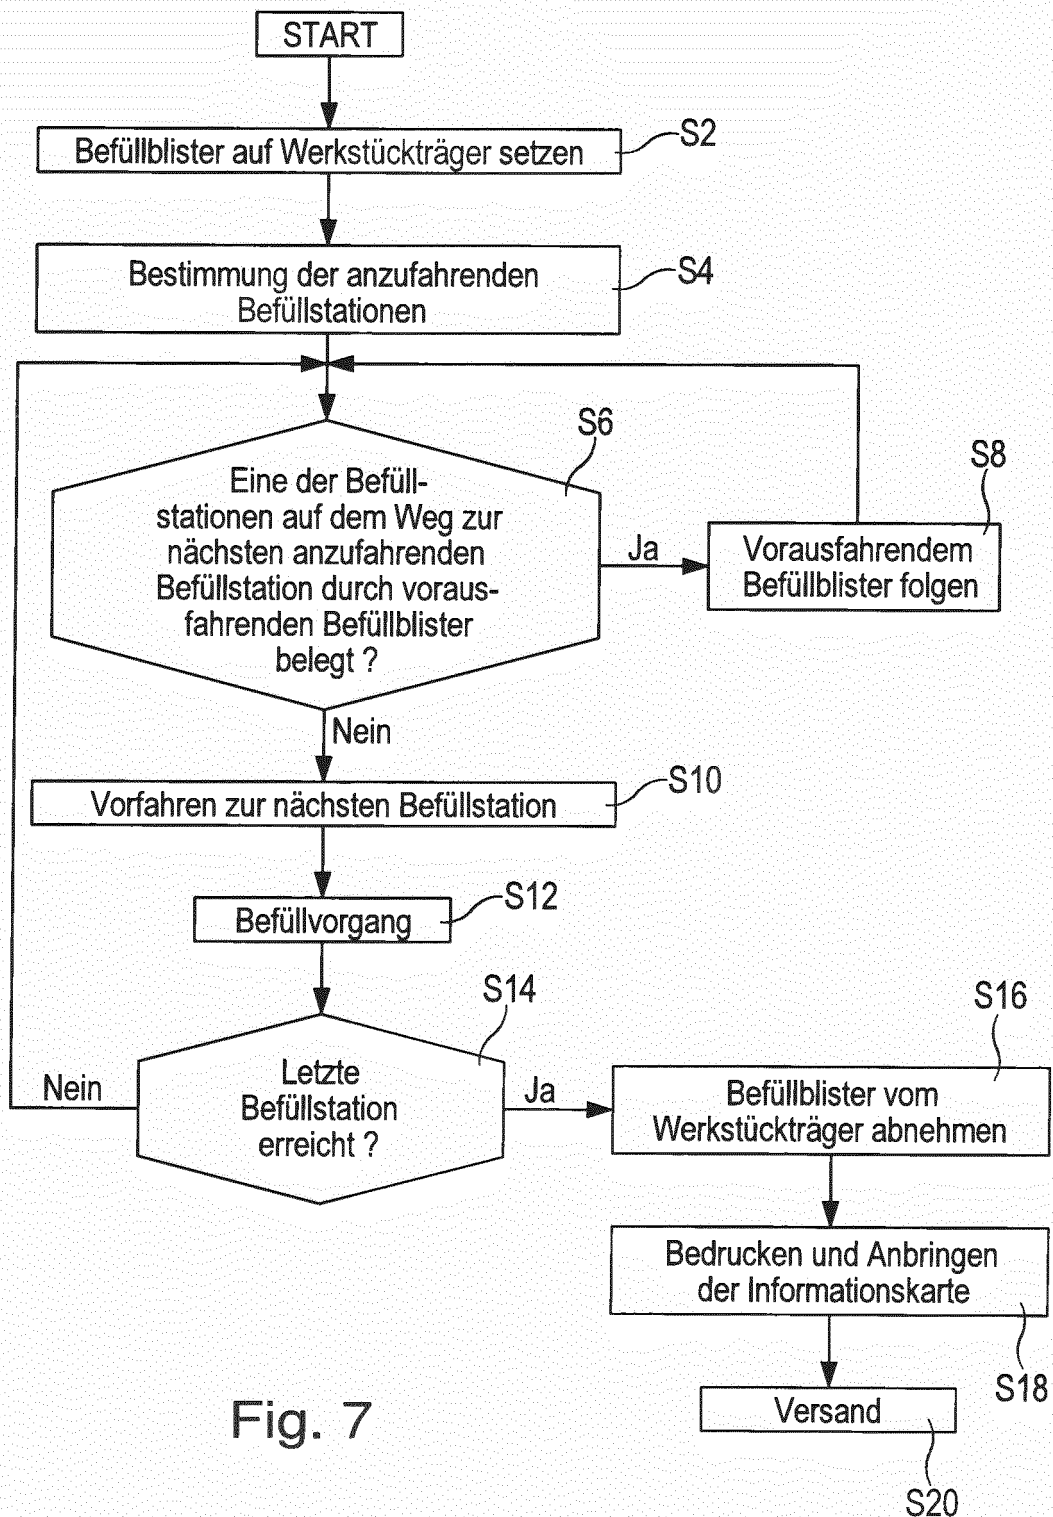 START
S2
Befüllblister auf Werkstückträger setzen
S4
Bestimmung der anzufahrenden
Befüllstationen
S6
Eine der Befüll-
stationen auf dem Weg zur
nächsten anzufahrenden
Befüllstation durch voraus-
fahrenden Befüllblister
belegt ?
Ja
S8
Vorausfahrendem
Befüllblister folgen
Nein
S10
Vorfahren zur nächsten Befüllstation
S12
Befüllvorgang
S14
Letzte
Befüllstation
erreicht ?
Nein
Ja
S16
Befüllblister vom
Werkstückträger abnehmen
Bedrucken und Anbringen
der Informationskarte
S18
Versand
S20
Fig. 7